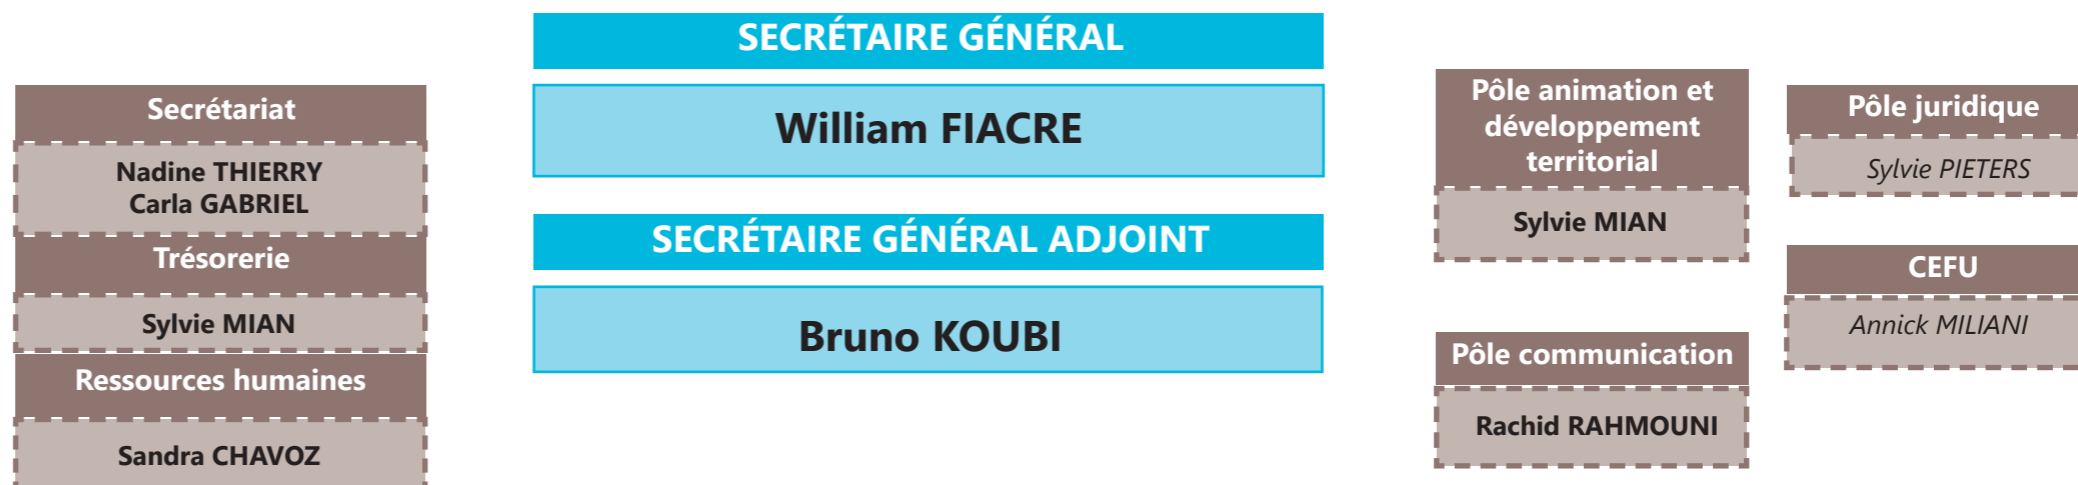 Secrétariat
Nadine THIERRY
Carla GABRIEL
Trésorerie
Sylvie MIAN
Ressources humaines
Sandra CHAVOZ
SECRÉTAIRE GÉNÉRAL
William FIACRE
SECRÉTAIRE GÉNÉRAL ADJOINT
Bruno KOUBI
Pôle animation et
développement
territorial
Sylvie MIAN
Pôle communication
Rachid RAHMOUNI
Pôle juridique
Sylvie PIETERS
CEFU
Annick MILIANI